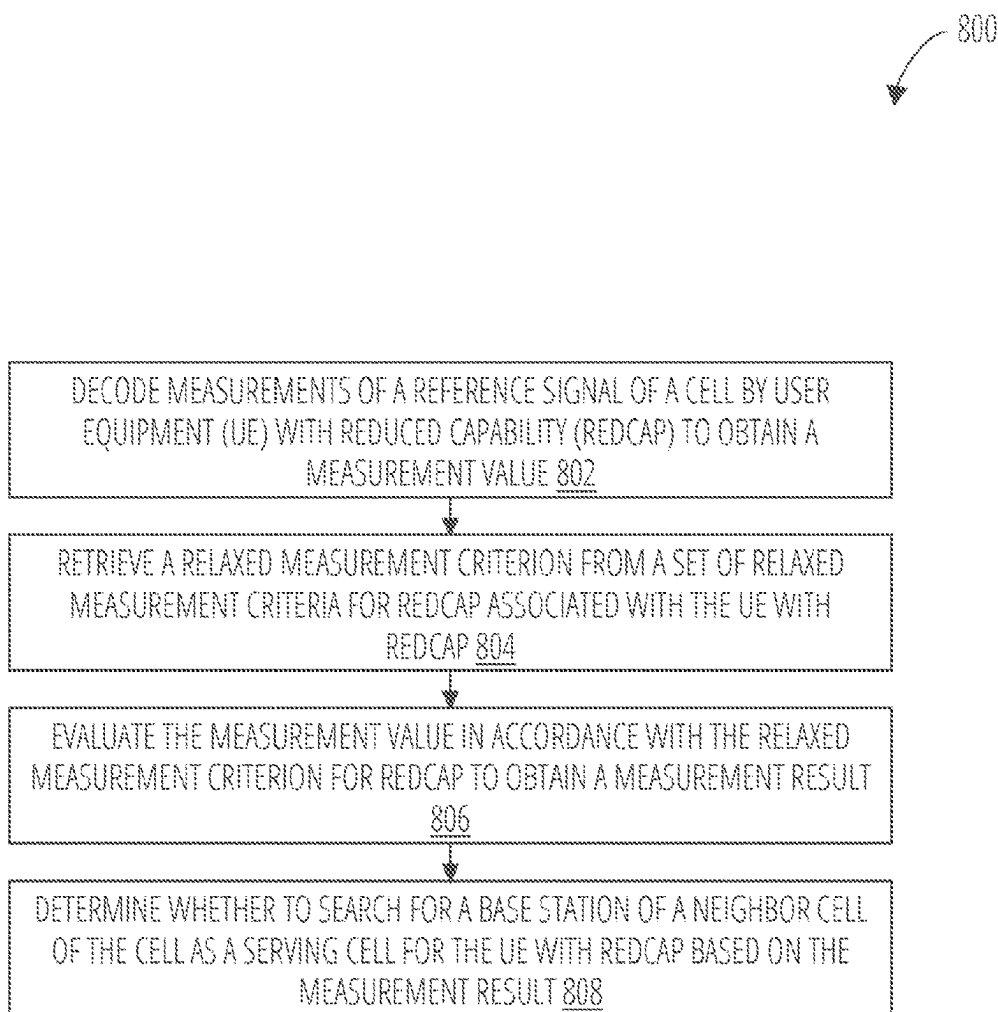 800
DECODE MEASUREMENTS OF A REFERENCE SIGNAL OF A CELL BY USER
EQUIPMENT (UE) WITH REDUCED CAPABILITY (REDCAP) TO OBTAIN A
MEASUREMENT VALUE 802
RETRIEVE A RELAXED MEASUREMENT CRITERION FROM A SET OF RELAXED
MEASUREMENT CRITERIA FOR REDCAP ASSOCIATED WITH THE UE WITH
REDCAP 804
EVALUATE THE MEASUREMENT VALUE IN ACCORDANCE WITH THE RELAXED
MEASUREMENT CRITERION FOR REDCAP TO OBTAIN A MEASUREMENT RESULT
806
DETERMINE WHETHER TO SEARCH FOR A BASE STATION OF A NEIGHBOR CELL
OF THE CELL AS A SERVING CELL FOR THE UE WITH REDCAP BASED ON THE
MEASUREMENT RESULT 808